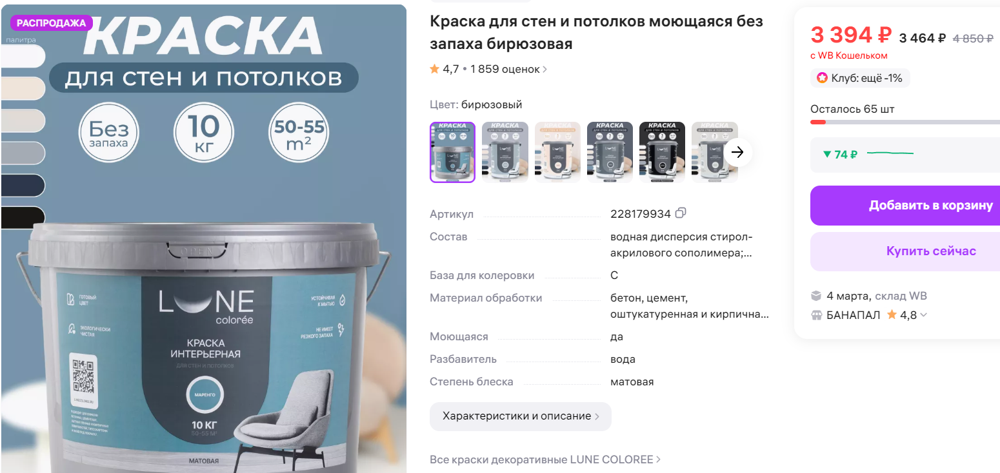 РАСПРОДАЖА
палитра
КРАСКА
для стен и потолков
Без
запаха
10
кг
50-55
m²
OPEN
ГОТОВЫЙ
ЦВЕТ
ЭКОЛОГИЧЕСКИ
ЧИСТАЯ
LUNE
colorée
УСТОЙЧИВАЯ
К МЫТЬЮ
НЕ ИМЕЕТ
РЕЗКОГО ЗАПАХА
КРАСКА
ИНТЕРЬЕРНАЯ
ДЛЯ СТЕН И ПОТОЛКОВ
МАРЕНГО
10 КГ
50-55 М²
МАТОВАЯ
Краска для стен и потолков моющаяся без
запаха бирюзовая
4,7 • 1 859 оценок
Цвет: бирюзовый
Артикул 228179934
Состав водная дисперсия стирол-
акрилового сополимера;...
База для колеровки C
Материал обработки бетон, цемент,
оштукатуренная и кирпична...
Моющаяся да
Разбавитель вода
Степень блеска матовая
Характеристики и описание
Все краски декоративные LUNE COLOREE
3 394 ₽ 3 464 ₽ 4 850 ₽
с WB Кошельком
Клуб: ещё -1%
Осталось 65 шт
74 ₽
Добавить в корзину
Купить сейчас
4 марта, склад WB
БАНАПАЛ 4,8